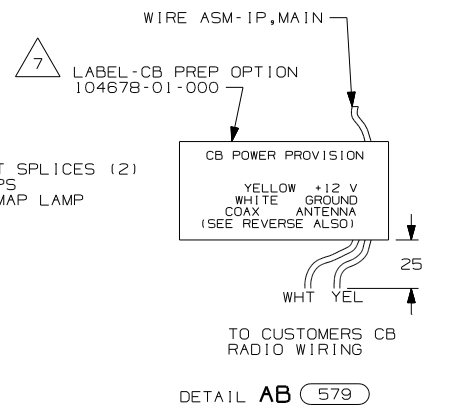 WIRE ASM-IP,MAIN
7
LABEL-CB PREP OPTION
104678-01-000
T SPLICES (2)
PS
MAP LAMP
CB POWER PROVISION
YELLOW +12 V
WHITE GROUND
COAX ANTENNA
(SEE REVERSE ALSO)
25
WHT YEL
TO CUSTOMERS CB
RADIO WIRING
DETAIL AB 579